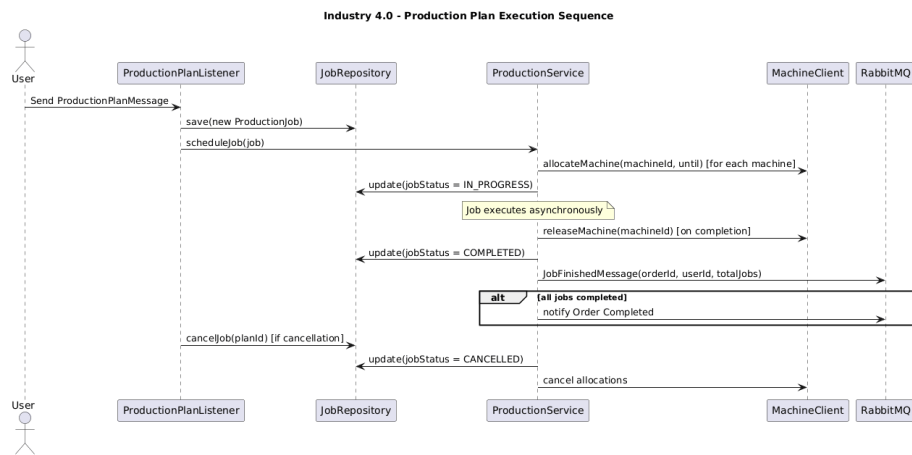 Industry 4.0 - Production Plan Execution Sequence
User
ProductionPlanListener
JobRepository
ProductionService
MachineClient
RabbitMQ
Send ProductionPlanMessage
save(new ProductionJob)
scheduleJob(job)
allocateMachine(machineId, until) [for each machine]
update(jobStatus = IN_PROGRESS)
Job executes asynchronously
releaseMachine(machineId) [on completion]
update(jobStatus = COMPLETED)
JobFinishedMessage(orderId, userId, totalJobs)
alt
[all jobs completed]
notify Order Completed
cancelJob(planId) [if cancellation]
update(jobStatus = CANCELLED)
cancel allocations
User
ProductionPlanListener
JobRepository
ProductionService
MachineClient
RabbitMQ